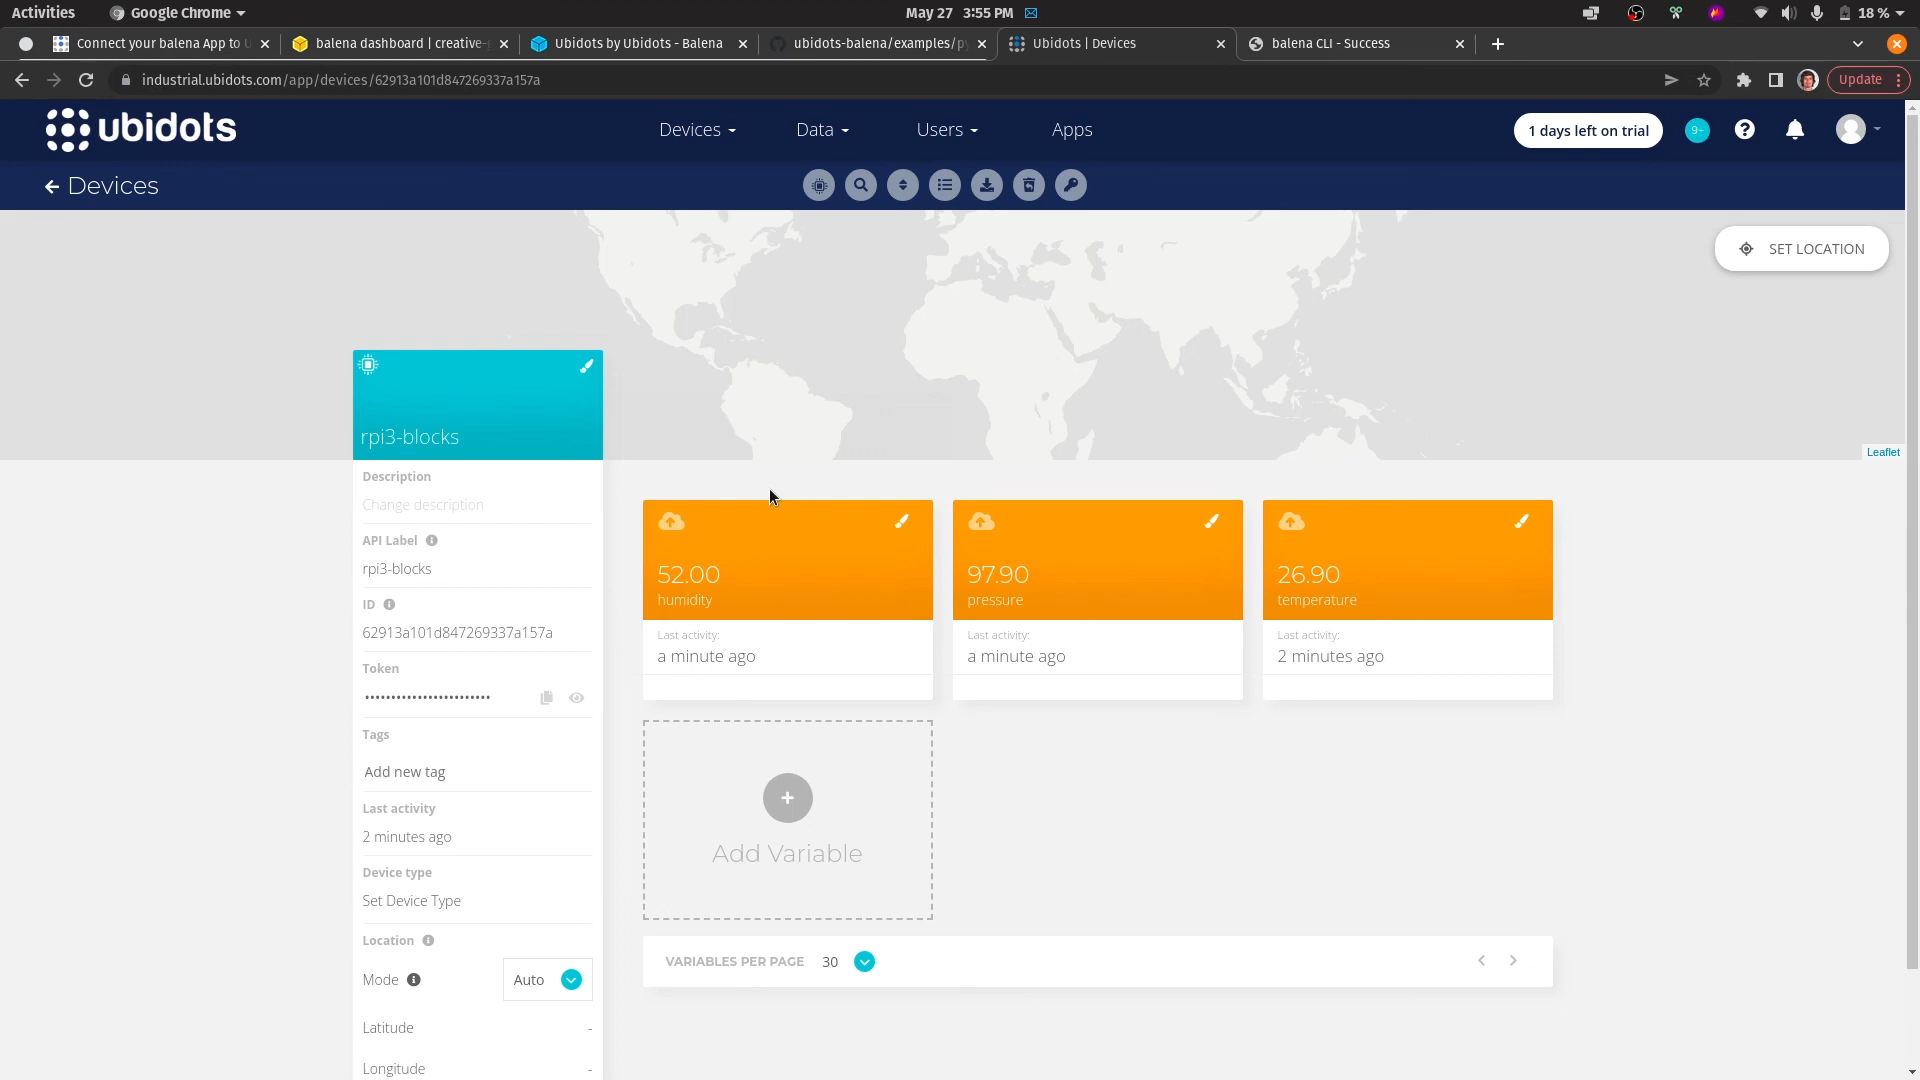 Activities
Google Chrome
May 27 3:55 PM
18 %
Connect your balena App to U
balena dashboard | creative-
Ubidots by Ubidots - Balena
ubidots-balena/examples/py
Ubidots | Devices
balena CLI - Success
industrial.ubidots.com/app/devices/62913a101d847269337a157a
Update
ubidots
Devices
Data
Users
Apps
1 days left on trial
9+
Devices
SET LOCATION
Leaflet
rpi3-blocks
Description
Change description
API Label
rpi3-blocks
ID
62913a101d847269337a157a
Token
Tags
Add new tag
Last activity
2 minutes ago
Device type
Set Device Type
Location
Mode
Auto
Latitude -
Longitude -
52.00
humidity
Last activity:
a minute ago
97.90
pressure
Last activity:
a minute ago
26.90
temperature
Last activity:
2 minutes ago
Add Variable
VARIABLES PER PAGE 30